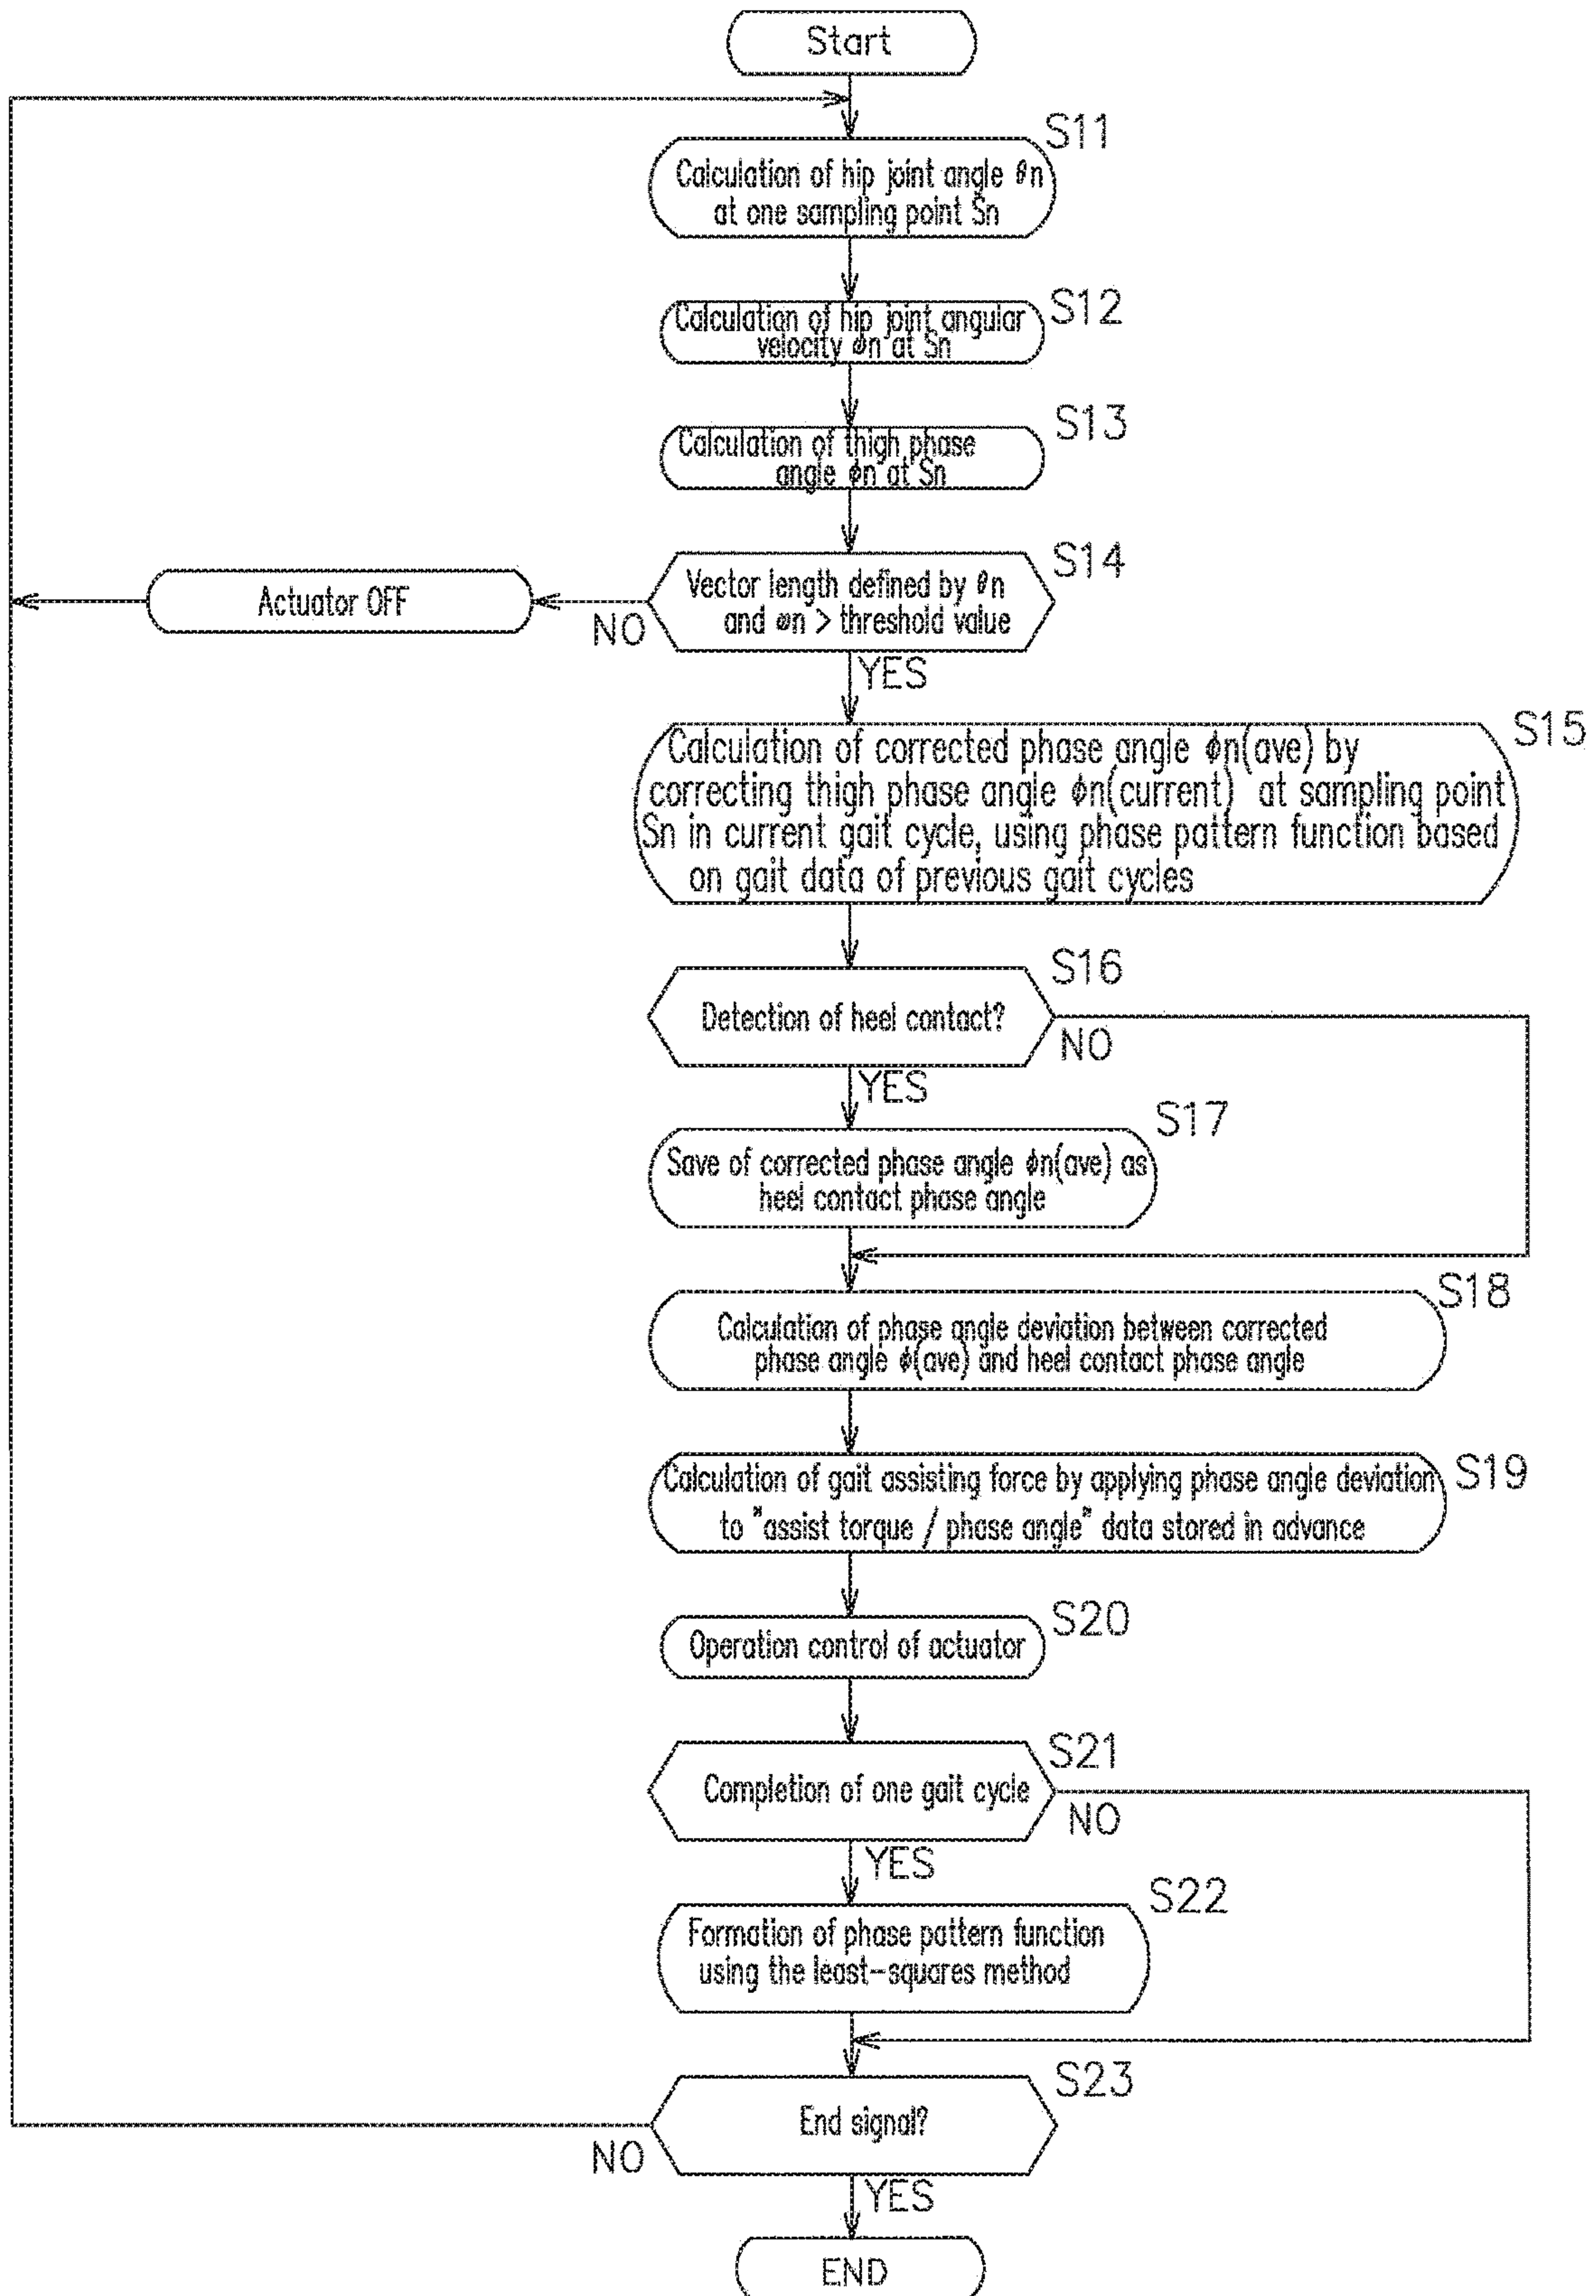 Start
S11
Calculation of hip joint angle θn
at one sampling point Sn
S12
Calculation of hip joint angular
velocity ωn at Sn
S13
Calculation of thigh phase
angle ϕn at Sn
S14
Vector length defined by θn
and ωn > threshold value
NO
Actuator OFF
YES
S15
Calculation of corrected phase angle ϕn(ave) by
correcting thigh phase angle ϕn(current) at sampling point
Sn in current gait cycle, using phase pattern function based
on gait data of previous gait cycles
S16
Detection of heel contact?
NO
YES
S17
Save of corrected phase angle ϕn(ave) as
heel contact phase angle
S18
Calculation of phase angle deviation between corrected
phase angle ϕ(ave) and heel contact phase angle
S19
Calculation of gait assisting force by applying phase angle deviation
to "assist torque / phase angle" data stored in advance
S20
Operation control of actuator
S21
Completion of one gait cycle
NO
YES
S22
Formation of phase pattern function
using the least-squares method
S23
End signal?
NO
YES
END